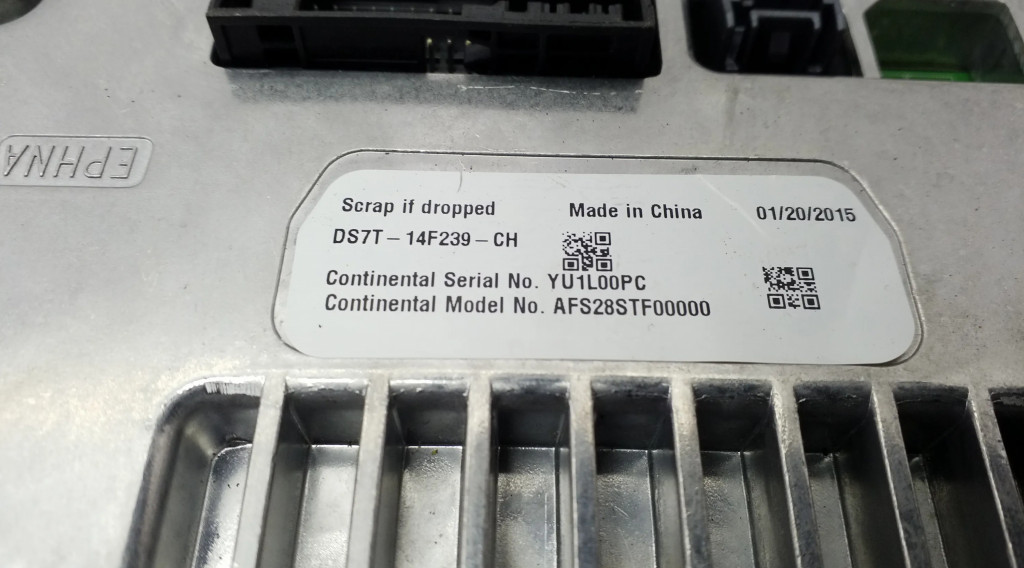 EPHNA
Scrap if dropped Made in China 01/20/2015
DS7T - 14F239 - CH
Continental Serial No. YU1L00PC
Continental Model No. AFS28STF00000